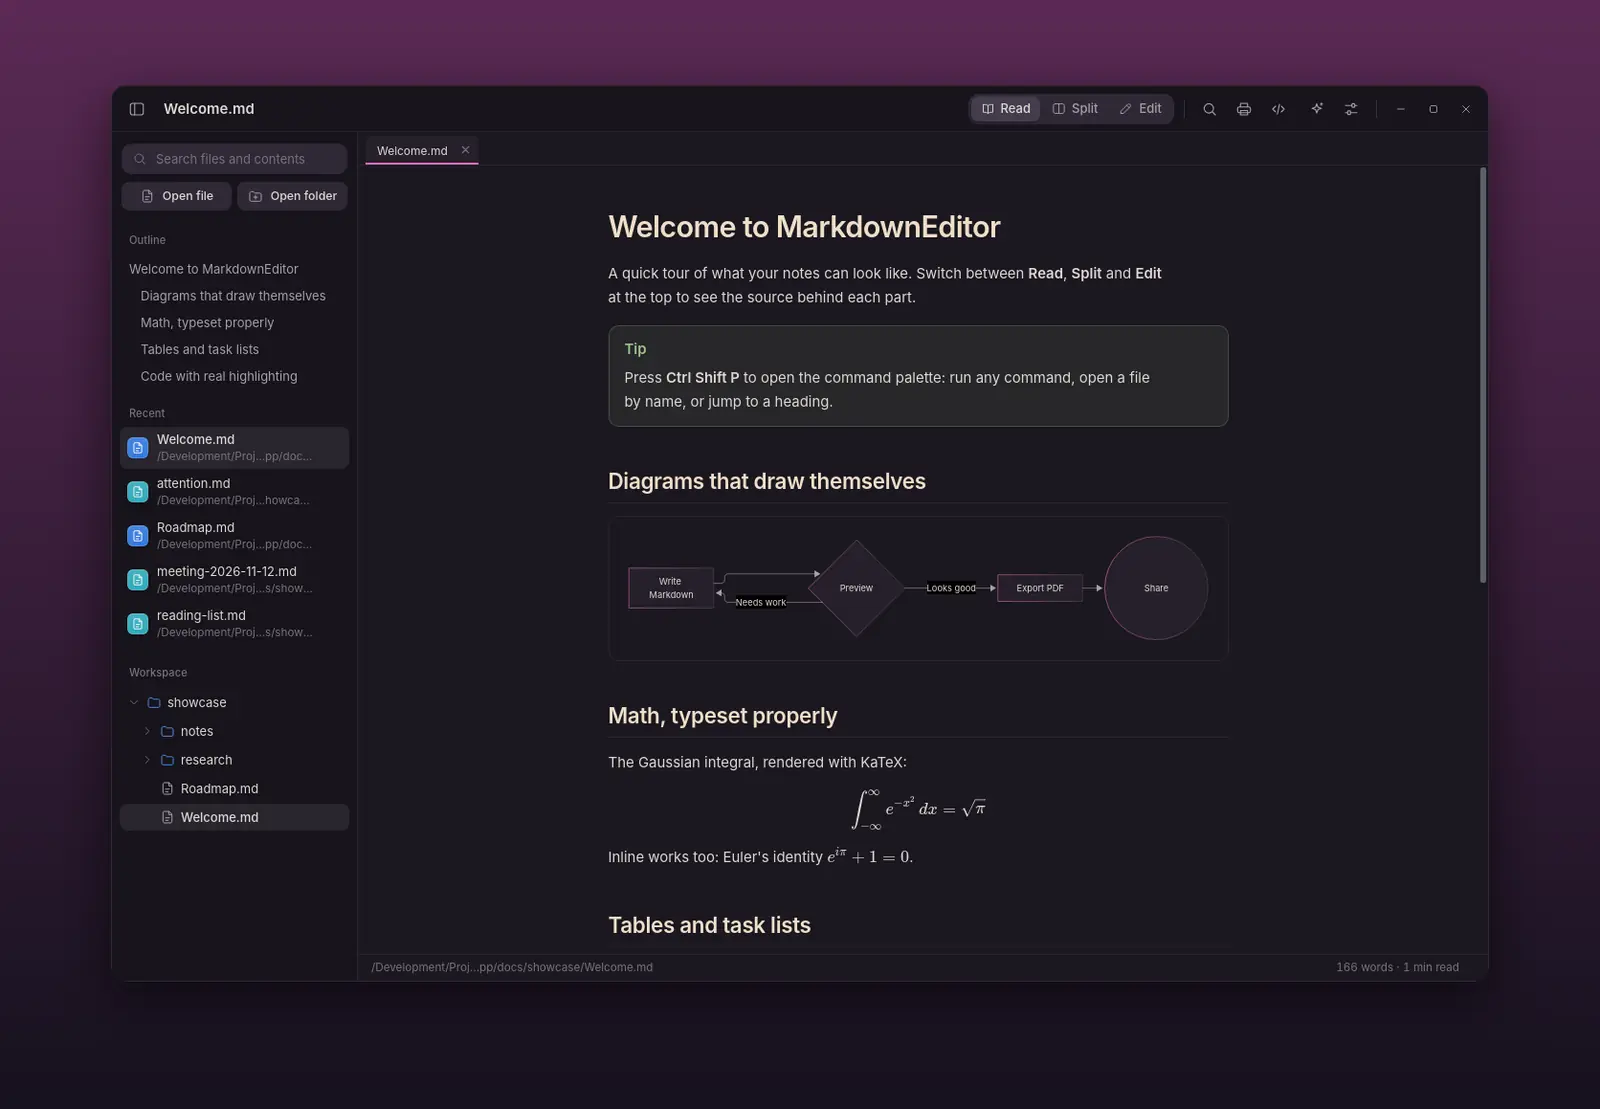 Welcome.md
Read
Split
Edit
Search files and contents
Open file
Open folder
Outline
Welcome to MarkdownEditor
Diagrams that draw themselves
Math, typeset properly
Tables and task lists
Code with real highlighting
Recent
Welcome.md
/Development/Proj...pp/doc...
attention.md
/Development/Proj...howca...
Roadmap.md
/Development/Proj...pp/doc...
meeting-2026-11-12.md
/Development/Proj...s/show...
reading-list.md
/Development/Proj...s/show...
Workspace
showcase
notes
research
Roadmap.md
Welcome.md
Welcome.md
Welcome to MarkdownEditor
A quick tour of what your notes can look like. Switch between Read, Split and Edit
at the top to see the source behind each part.
Tip
Press Ctrl Shift P to open the command palette: run any command, open a file
by name, or jump to a heading.
Diagrams that draw themselves
Write
Markdown
Needs work
Preview
Looks good
Export PDF
Share
Math, typeset properly
The Gaussian integral, rendered with KaTeX:
∫_{-∞}^{∞} e^{-x^2} dx = √π
Inline works too: Euler's identity e^{iπ} + 1 = 0.
Tables and task lists
/Development/Proj...pp/docs/showcase/Welcome.md
166 words · 1 min read